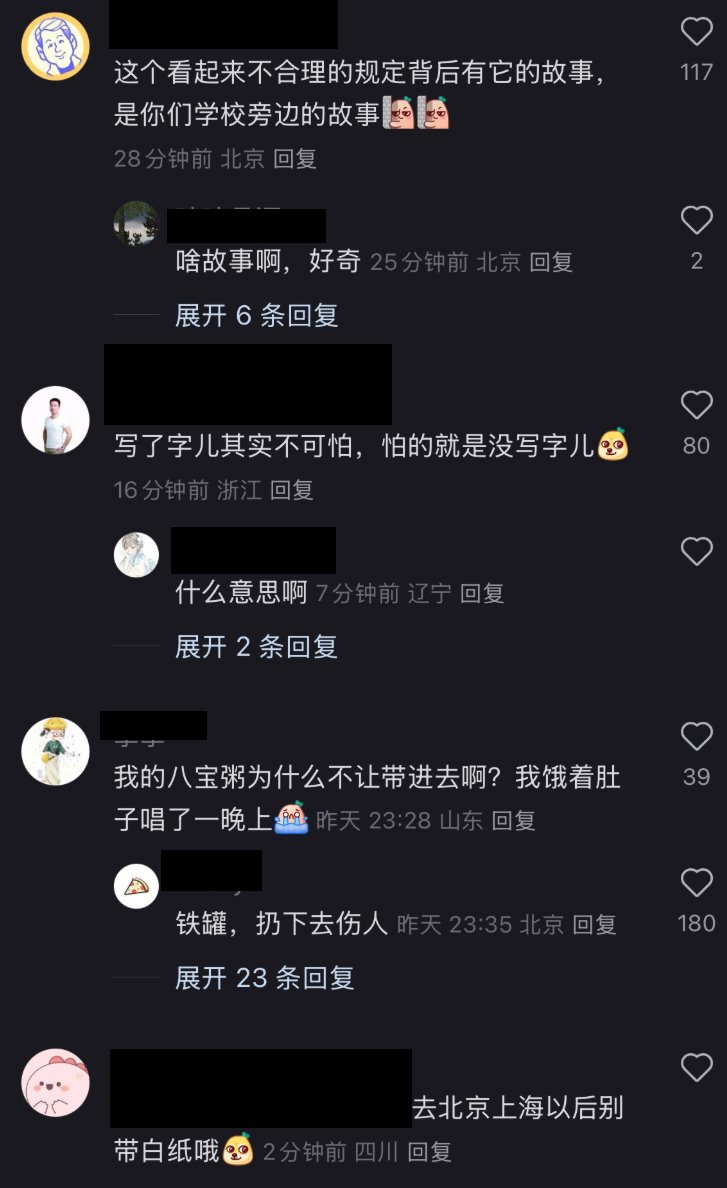 这个看起来不合理的规定背后有它的故事，
是你们学校旁边的故事
117
28分钟前 北京 回复
啥故事啊，好奇 25分钟前 北京 回复
2
展开 6 条回复
写了字儿其实不可怕，怕的就是没写字儿
80
16分钟前 浙江 回复
什么意思啊 7分钟前 辽宁 回复
展开 2 条回复
我的八宝粥为什么不让带进去啊？我饿着肚
39
子唱了一晚上 昨天 23:28 山东 回复
铁罐，扔下去伤人 昨天 23:35 北京 回复
180
展开 23 条回复
去北京上海以后别
带白纸哦 2分钟前 四川 回复